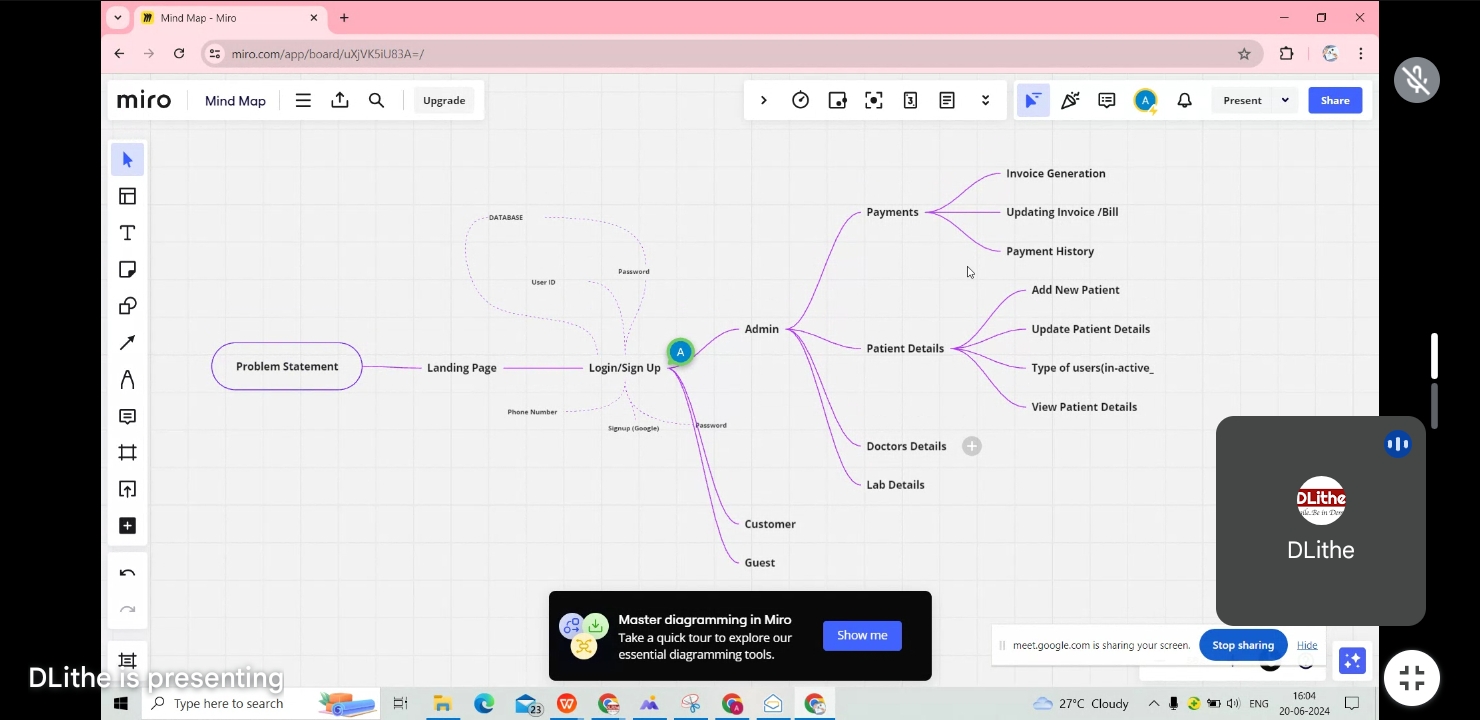 Mind Map - Miro
miro.com/app/board/uXjVK5iU83A=/
miro
Mind Map
Upgrade
3
A
Present
Share
Invoice Generation
Payments
Updating Invoice /Bill
Payment History
DATABASE
Password
User ID
Add New Patient
Admin
Update Patient Details
Patient Details
A
Problem Statement
Landing Page
Login/Sign Up
Type of users(in-active_
View Patient Details
Phone Number
Signup (Google)
Password
Doctors Details
Lab Details
Customer
Guest
DLithe
DLithe
Master diagramming in Miro
Take a quick tour to explore our
essential diagramming tools.
Show me
meet.google.com is sharing your screen.
Stop sharing
Hide
DLithe is presenting
Type here to search
23
27°C Cloudy
ENG
16:04
20-06-2024